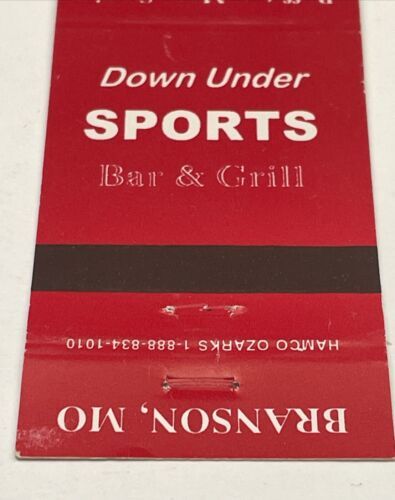 Down Under
SPORTS
Bar & Grill
HAMCO OZARKS 1-888-834-1010
BRANSON, MO